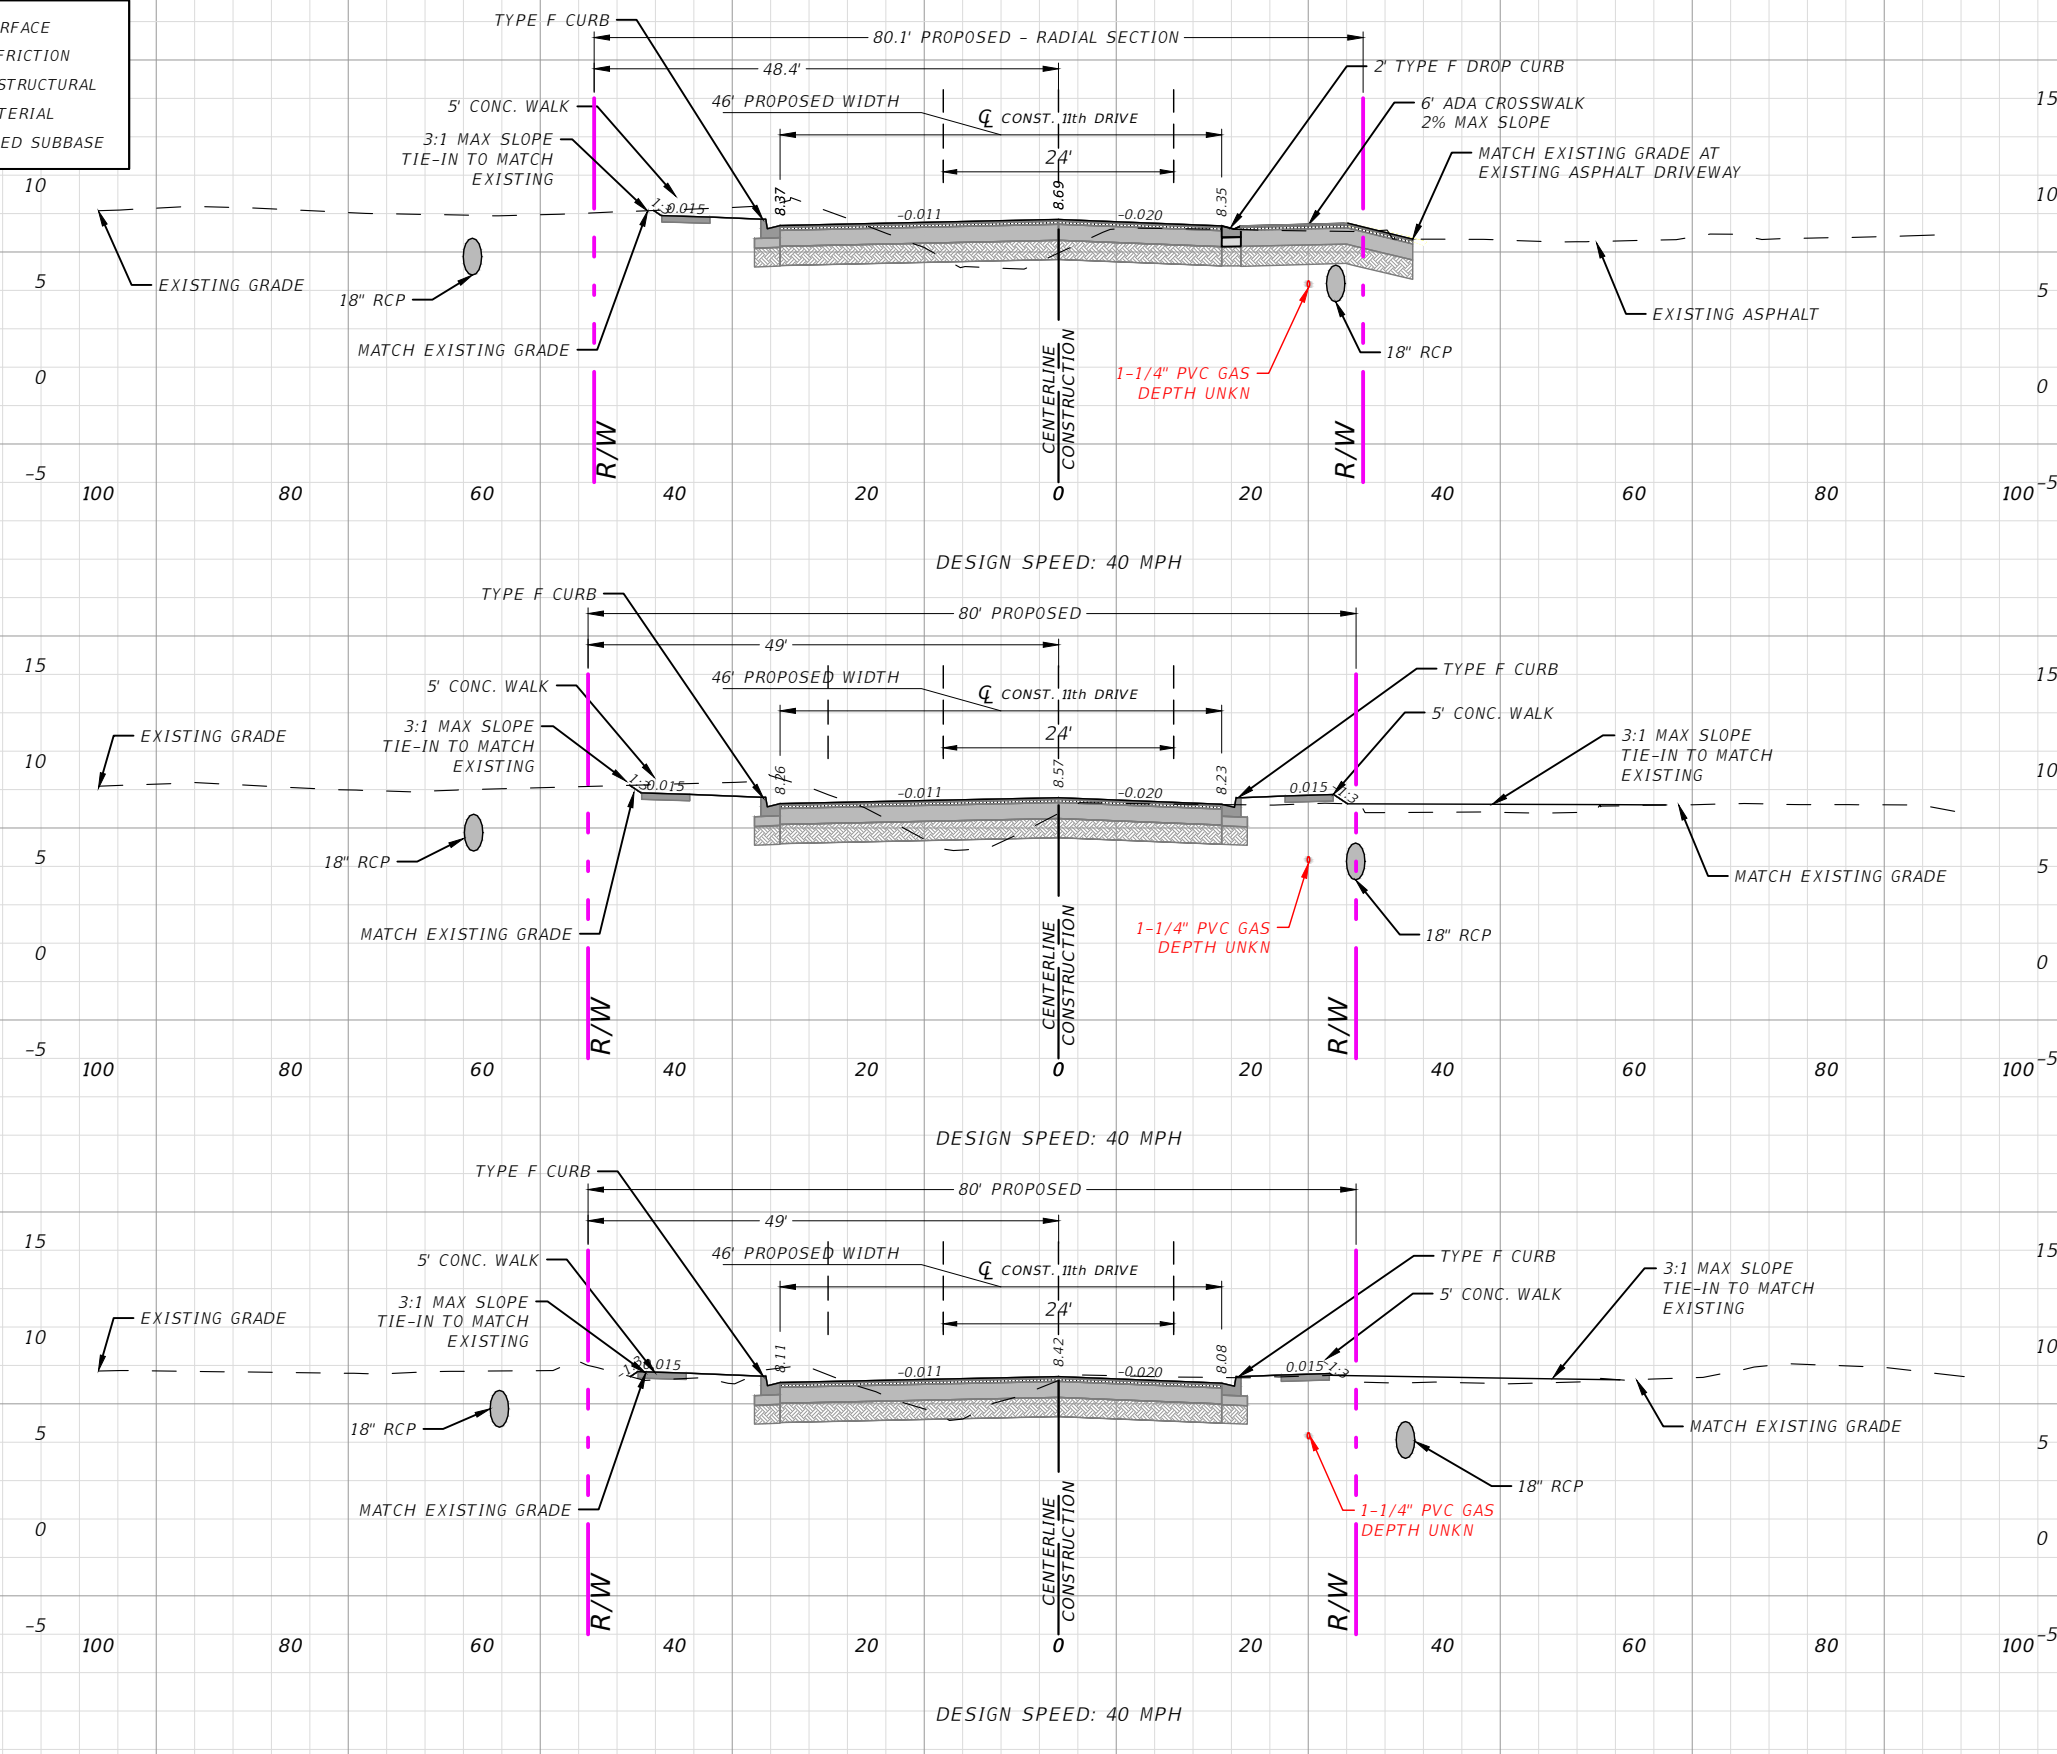 RFACE
FRICTION
STRUCTURAL
TERIAL
ED SUBBASE
TYPE F CURB
80.1' PROPOSED - RADIAL SECTION
48.4'
2' TYPE F DROP CURB
5' CONC. WALK
46' PROPOSED WIDTH
CL CONST. 11th DRIVE
6' ADA CROSSWALK
2% MAX SLOPE
15
3:1 MAX SLOPE
TIE-IN TO MATCH
EXISTING
24'
MATCH EXISTING GRADE AT
EXISTING ASPHALT DRIVEWAY
10
10
1:3
0.015
8.37
-0.011
8.69
-0.020
8.35
EXISTING GRADE
18" RCP
5
5
EXISTING ASPHALT
MATCH EXISTING GRADE
18" RCP
1-1/4" PVC GAS
DEPTH UNKN
0
0
CENTERLINE
CONSTRUCTION
R/W
R/W
-5
-5
100
80
60
40
20
0
20
40
60
80
100
DESIGN SPEED: 40 MPH
TYPE F CURB
80' PROPOSED
49'
15
15
5' CONC. WALK
46' PROPOSED WIDTH
CL CONST. 11th DRIVE
TYPE F CURB
5' CONC. WALK
EXISTING GRADE
3:1 MAX SLOPE
TIE-IN TO MATCH
EXISTING
24'
3:1 MAX SLOPE
TIE-IN TO MATCH
EXISTING
10
10
1:3
0.015
8.26
-0.011
8.57
-0.020
8.23
0.015
1:3
18" RCP
5
5
MATCH EXISTING GRADE
MATCH EXISTING GRADE
1-1/4" PVC GAS
DEPTH UNKN
18" RCP
0
0
CENTERLINE
CONSTRUCTION
R/W
R/W
-5
-5
100
80
60
40
20
0
20
40
60
80
100
DESIGN SPEED: 40 MPH
TYPE F CURB
80' PROPOSED
49'
15
15
5' CONC. WALK
46' PROPOSED WIDTH
CL CONST. 11th DRIVE
TYPE F CURB
5' CONC. WALK
3:1 MAX SLOPE
TIE-IN TO MATCH
EXISTING
EXISTING GRADE
3:1 MAX SLOPE
TIE-IN TO MATCH
EXISTING
24'
10
10
1:3
0.015
8.11
-0.011
8.42
-0.020
8.08
0.015
1:3
18" RCP
5
5
MATCH EXISTING GRADE
18" RCP
MATCH EXISTING GRADE
1-1/4" PVC GAS
DEPTH UNKN
0
0
CENTERLINE
CONSTRUCTION
R/W
R/W
-5
-5
100
80
60
40
20
0
20
40
60
80
100
DESIGN SPEED: 40 MPH